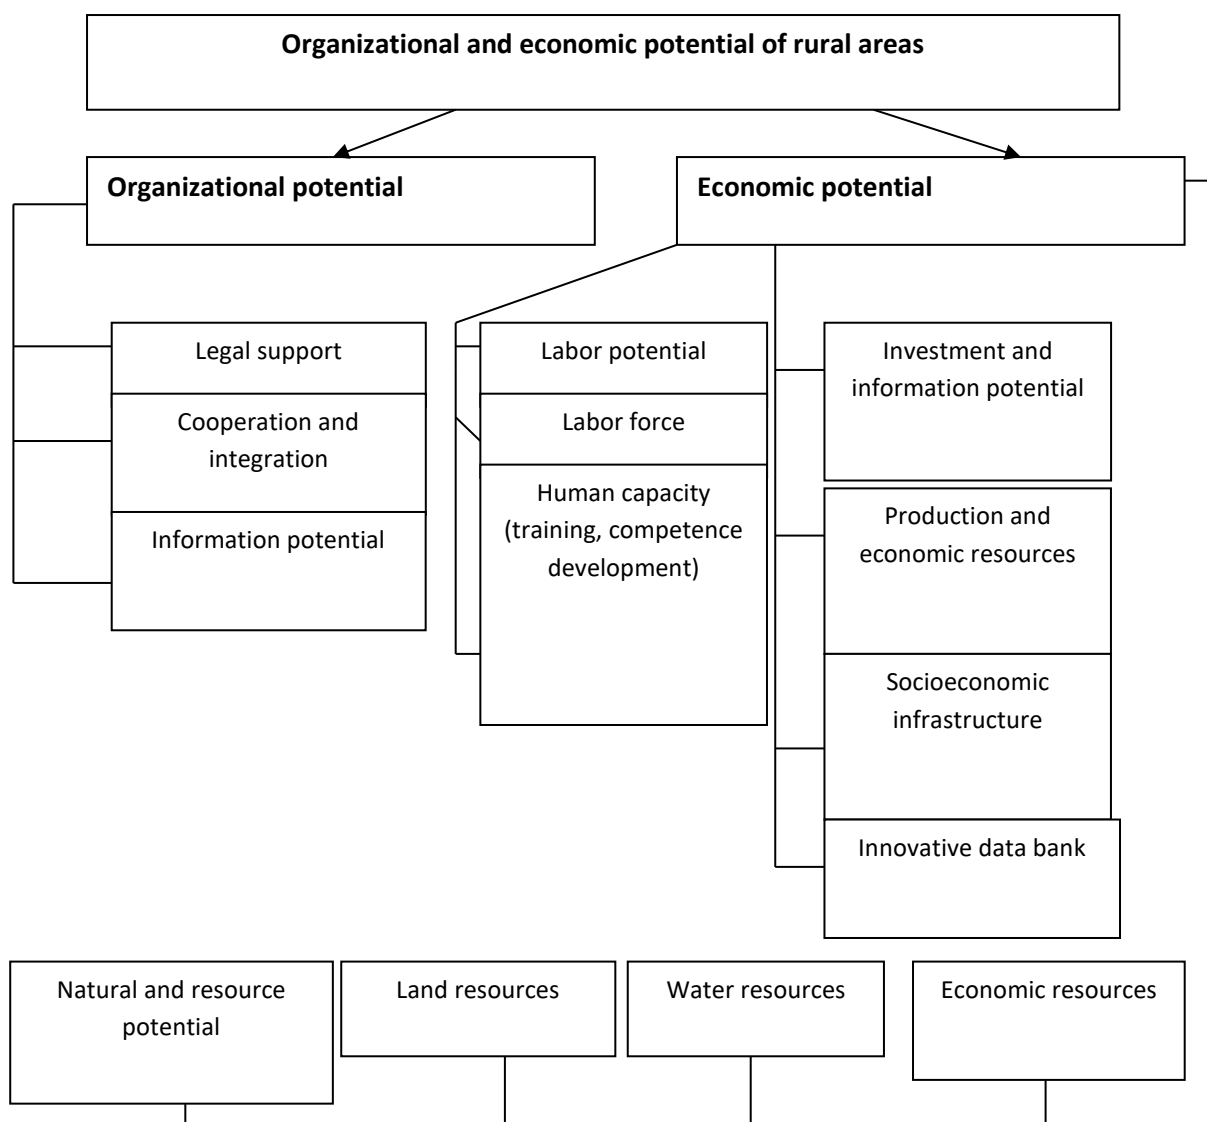 Organizational and economic potential of rural areas
Organizational potential
Economic potential
Legal support
Cooperation and
integration
Information potential
Labor potential
Labor force
Human capacity
(training, competence
development)
Investment and
information potential
Production and
economic resources
Socioeconomic
infrastructure
Innovative data bank
Natural and resource
potential
Land resources
Water resources
Economic resources